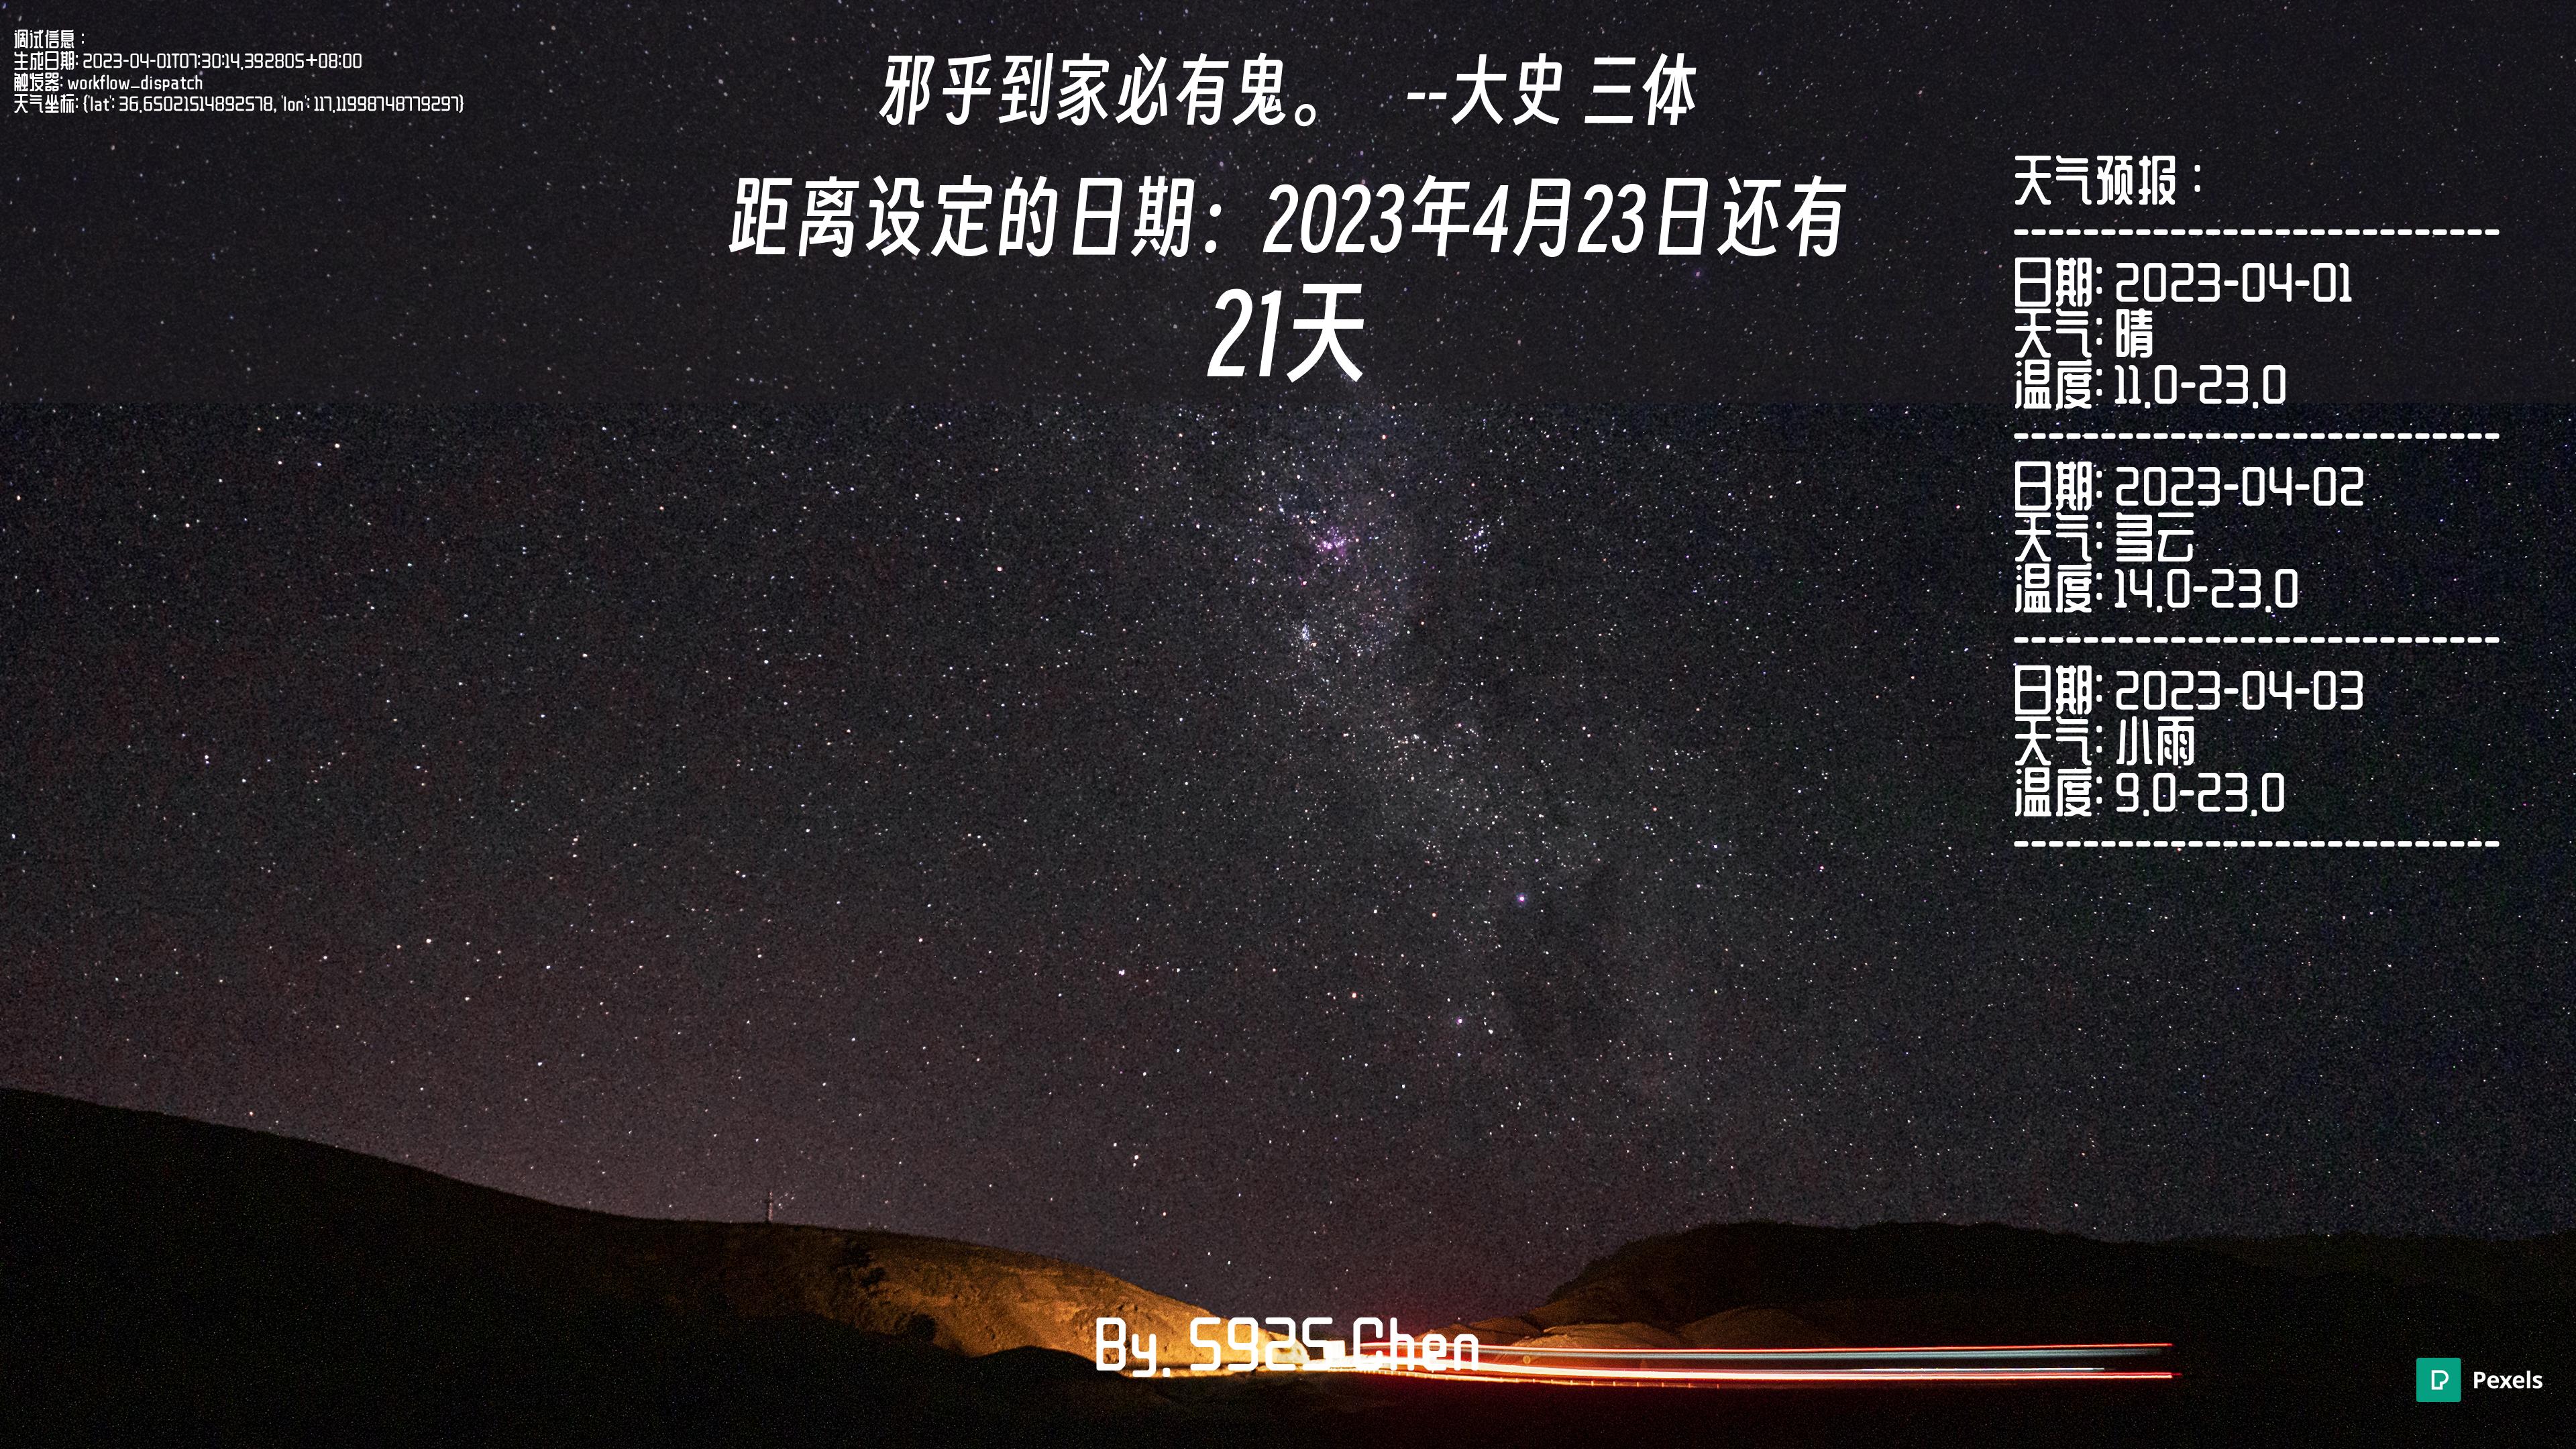 调试信息：
生成日期: 2023-04-01T07:30:14.392805+08:00
触发器: workflow_dispatch
天气坐标: {'lat': 36.65021514892578, 'lon': 117.11998748779297}
邪乎到家必有鬼。 --大史 三体
距离设定的日期：2023年4月23日还有
21天
天气预报：
----------------------------
日期: 2023-04-01
天气: 晴
温度: 11.0-23.0
----------------------------
日期: 2023-04-02
天气: 多云
温度: 14.0-23.0
----------------------------
日期: 2023-04-03
天气: 小雨
温度: 9.0-23.0
----------------------------
By. 5925.Chen
Pexels